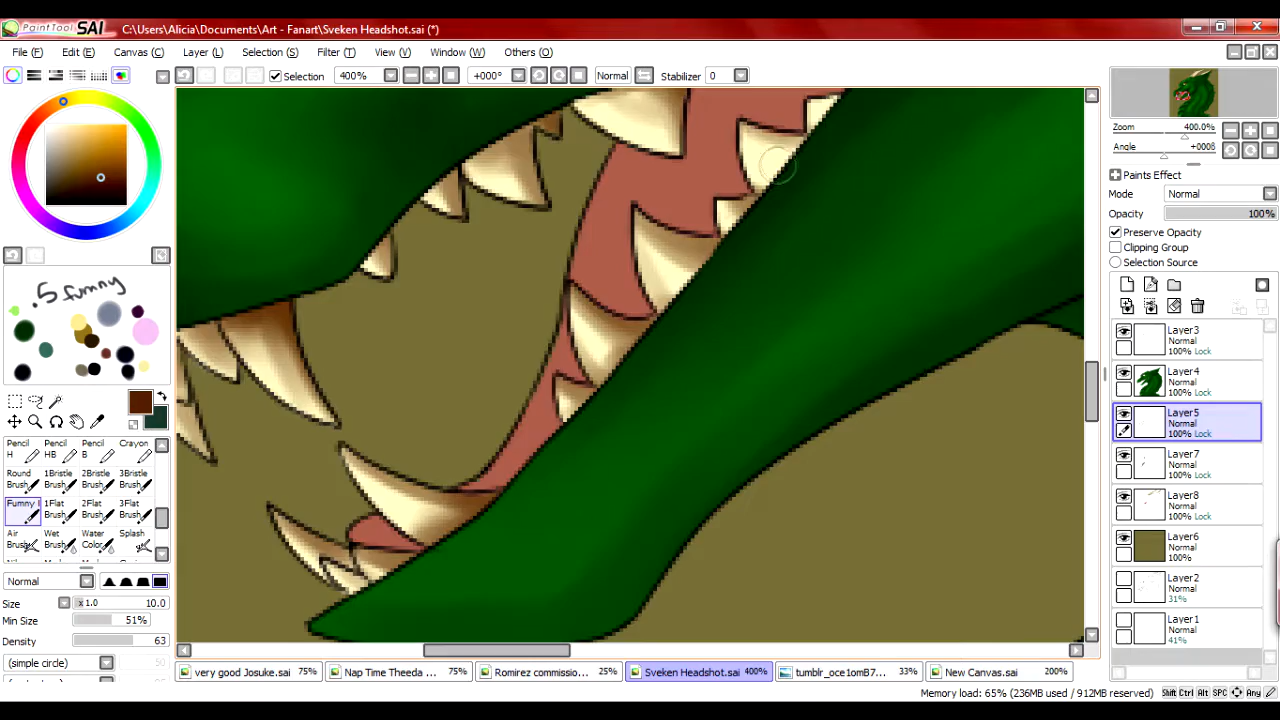 PaintTool SAI C:\Users\Alicia\Documents\Art - Fanart\Sveken Headshot.sai (*)
File (F) Edit (E) Canvas (C) Layer (L) Selection (S) Filter (T) View (V) Window (W) Others (O)
Selection 400% +000° Normal Stabilizer 0
Zoom 400.0%
Angle +000δ
Paints Effect
Mode Normal
Opacity 100%
Preserve Opacity
Clipping Group
Selection Source
.5 funny
Pencil H Pencil HB Pencil B Crayon
Round Brush 1Bristle Brush 2Bristle Brush 3Bristle Brush
1Flat Brush 2Flat Brush 3Flat Brush
Air Brush Wet Brush Water Color Splash
Normal
Size x 1.0 10.0
Min Size 51%
Density 63
(simple circle)
Layer3
Normal
100% Lock
Layer4
Normal
100% Lock
Layer5
Normal
100% Lock
Layer7
Normal
100% Lock
Layer8
Normal
100% Lock
Layer6
Normal
100%
Layer2
Normal
31%
Layer1
Normal
41%
very good Josuke.sai 75% Nap Time Theeda ... 75% Romirez commissio... 25% Sveken Headshot.sai 400% tumblr_oce1omB7... 33% New Canvas.sai 200%
Memory load: 65% (236MB used / 912MB reserved) Shift Ctrl Alt SPC Any